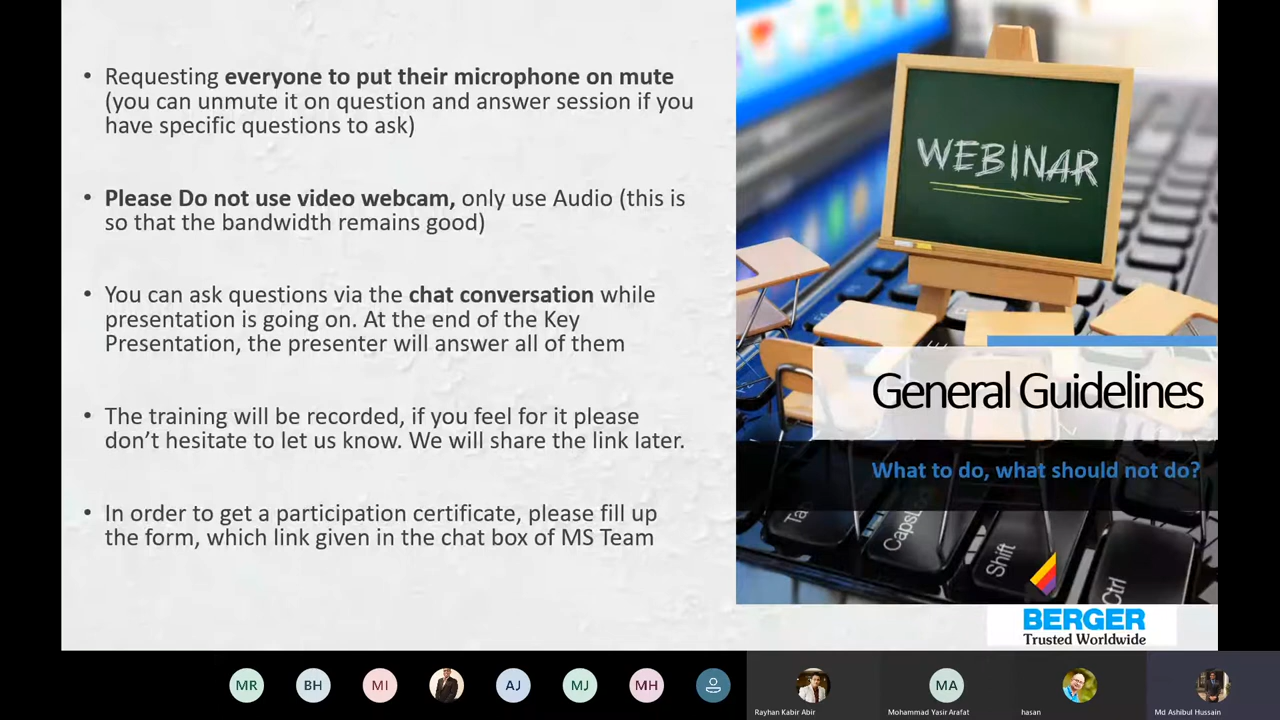 • Requesting everyone to put their microphone on mute
(you can unmute it on question and answer session if you
have specific questions to ask)
• Please Do not use video webcam, only use Audio (this is
so that the bandwidth remains good)
• You can ask questions via the chat conversation while
presentation is going on. At the end of the Key
Presentation, the presenter will answer all of them
• The training will be recorded, if you feel for it please
don’t hesitate to let us know. We will share the link later.
• In order to get a participation certificate, please fill up
the form, which link given in the chat box of MS Team
WEBINAR
General Guidelines
What to do, what should not do?
Shift
Ctrl
BERGER
Trusted Worldwide
MR BH MI AJ MJ MH MA
Rayhan Kabir Abir Mohammad Yasir Arafat hasan Md Ashibul Hussain